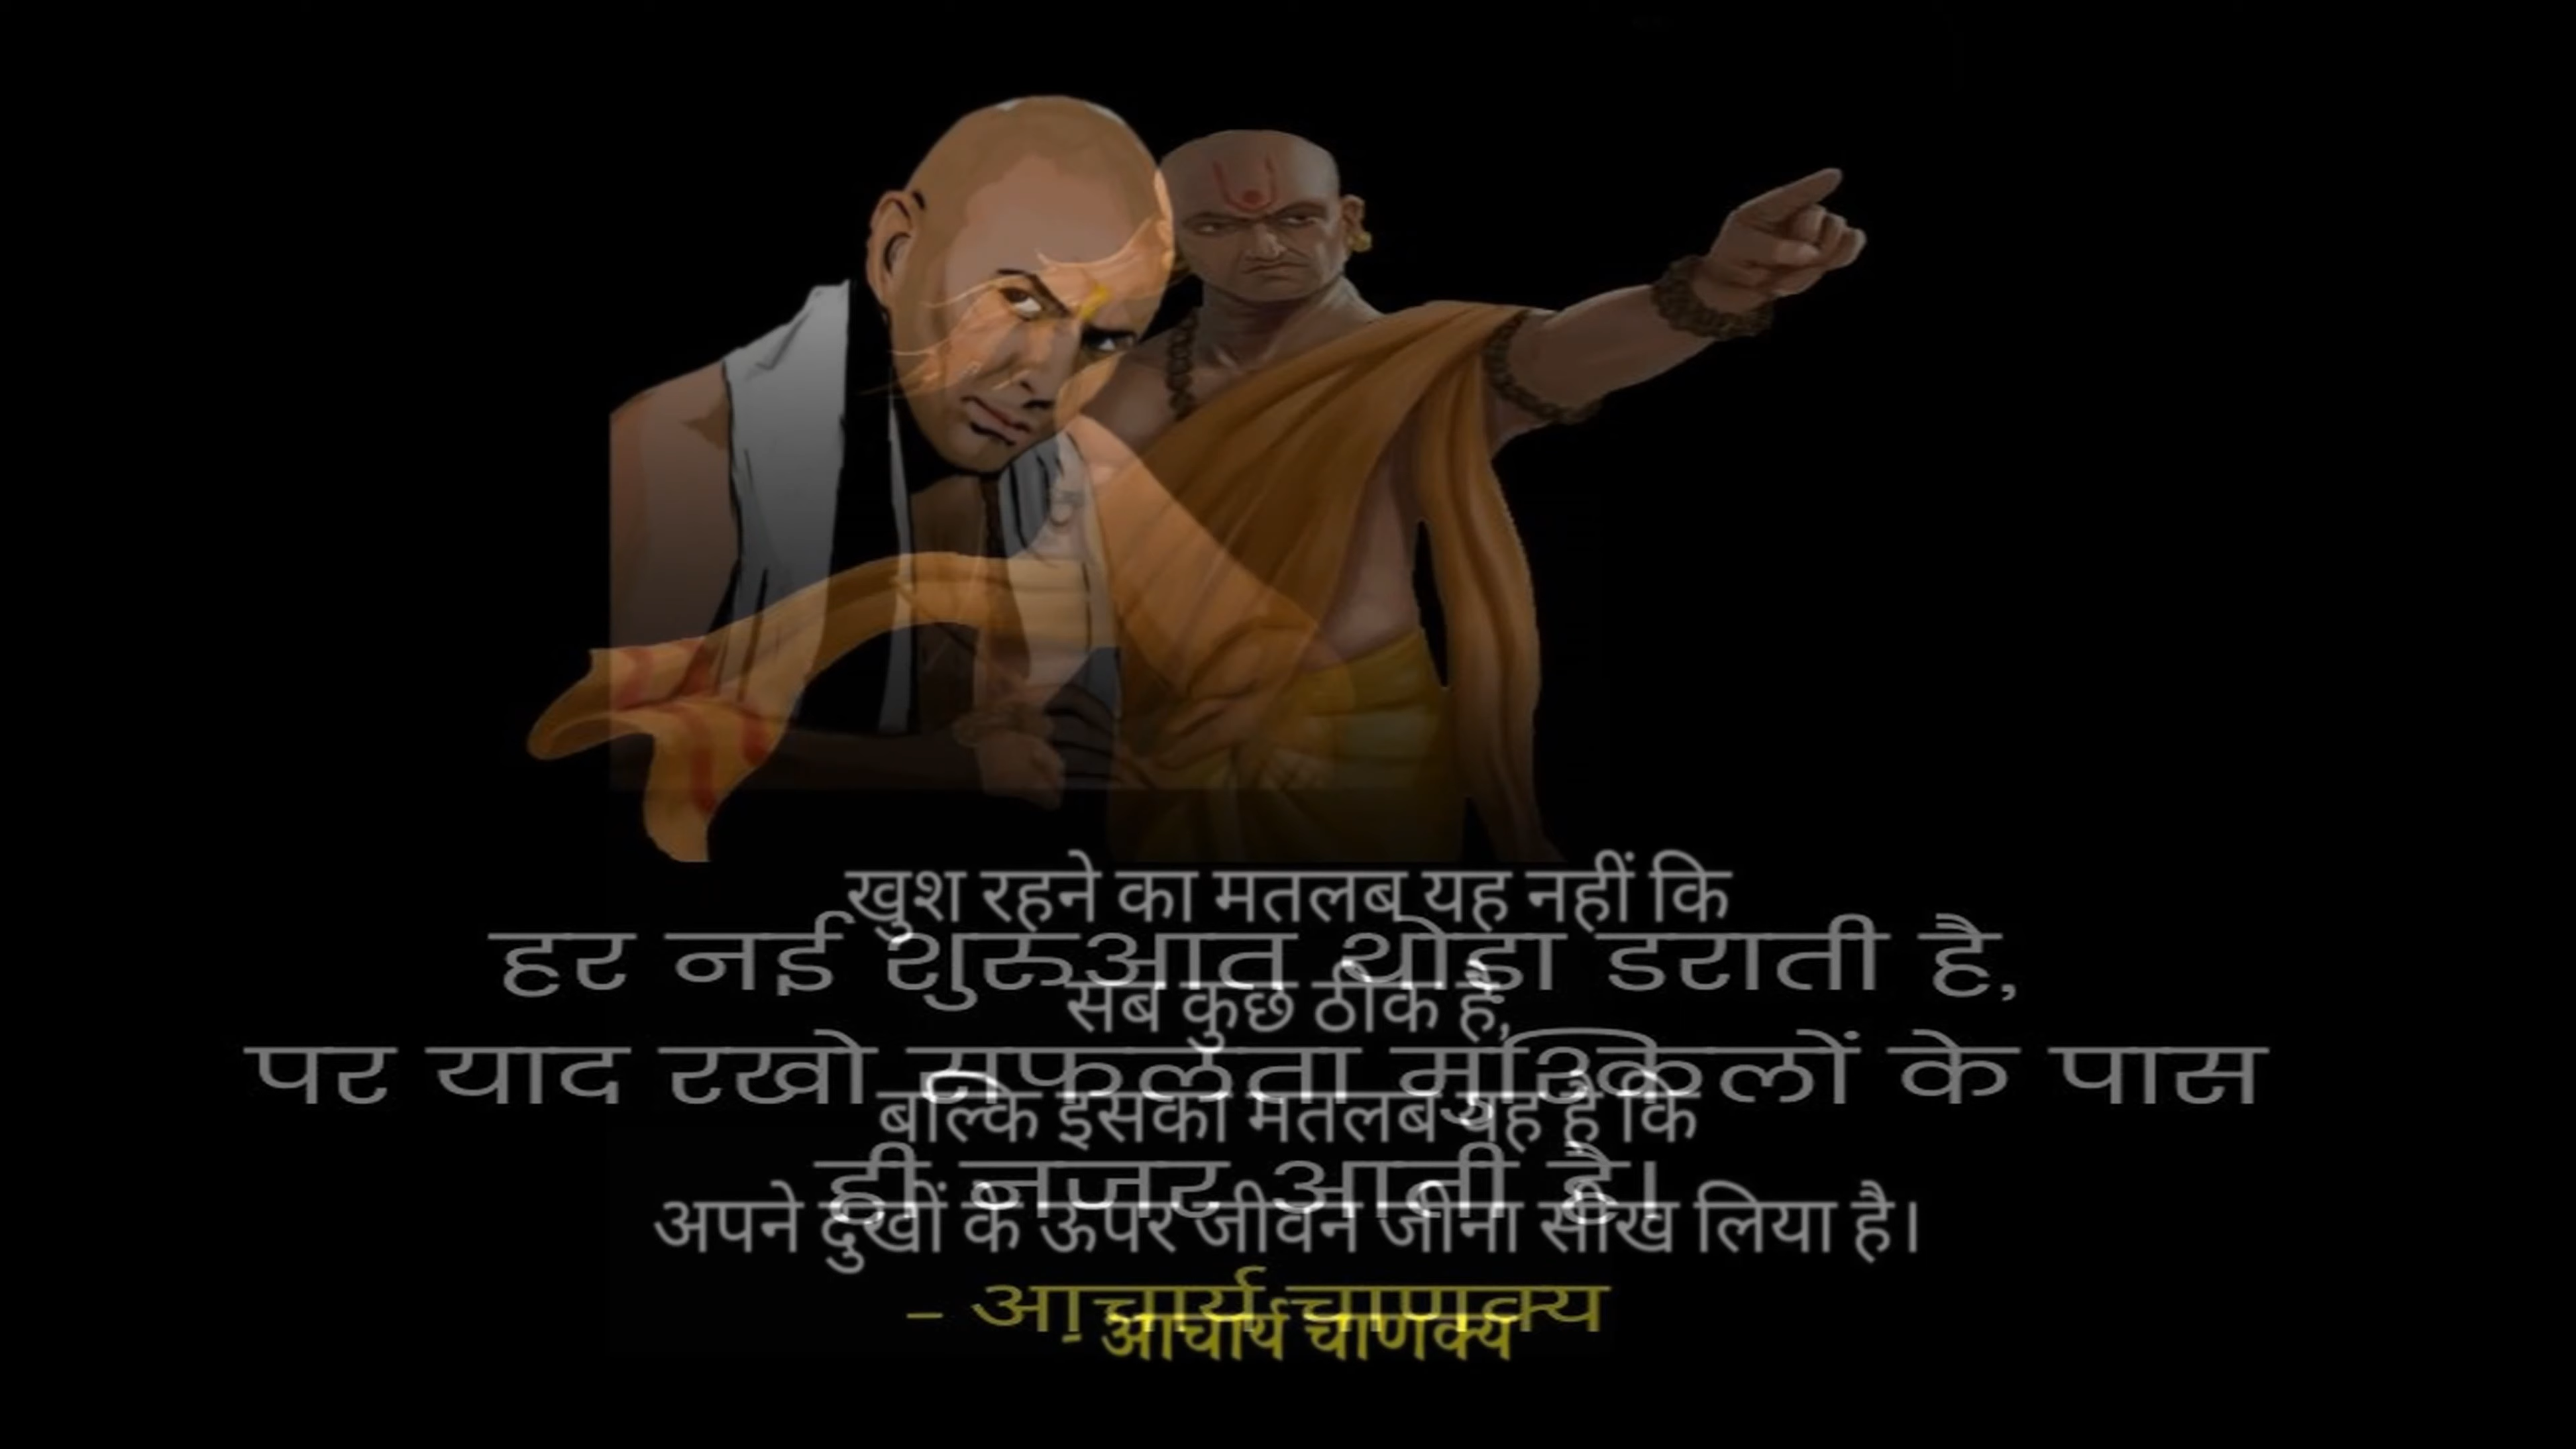 खुश रहने का मतलब यह नहीं कि
हर नई शुरुआत थोड़ा डराती है,
सब कुछ ठीक है,
पर याद रखो सफलता मुश्किलों के पास
बल्कि इसका मतलब यह है कि
ही नजर आती है।
अपने दुखों के ऊपर जीवन जीना सीख लिया है।
– आचार्य चाणक्य
- आचार्य चाणक्य